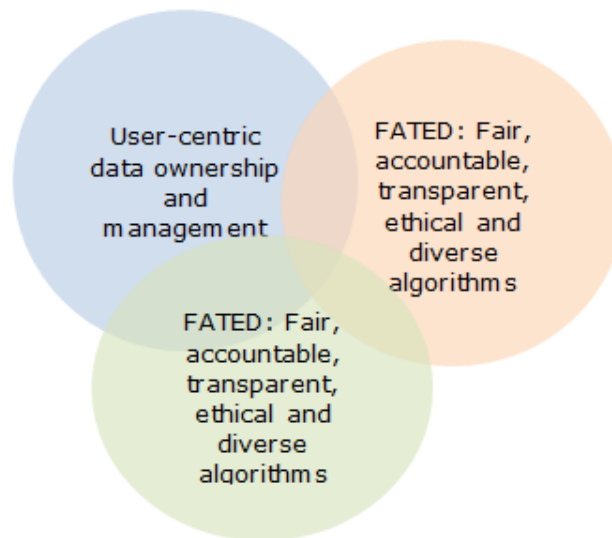 User-centric
data ownership
and
management
FATED: Fair,
accountable,
transparent,
ethical and
diverse
algorithms
FATED: Fair,
accountable,
transparent,
ethical and
diverse
algorithms